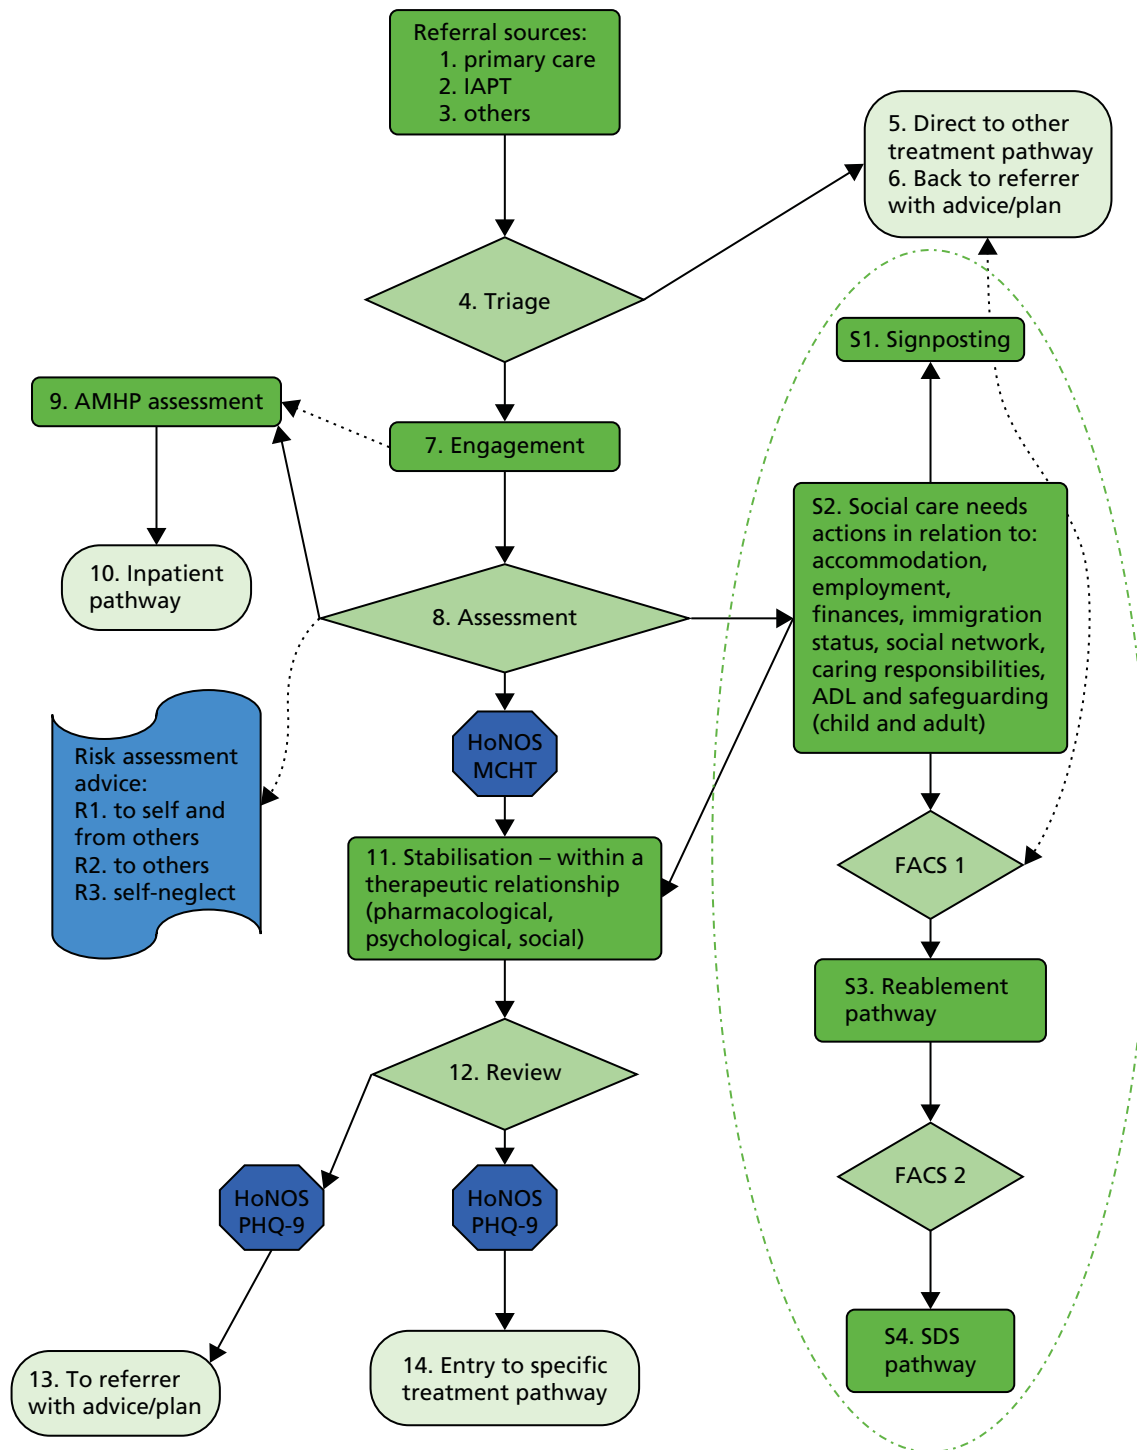 Referral sources:
1. primary care
2. IAPT
3. others
5. Direct to other
treatment pathway
6. Back to referrer
with advice/plan
4. Triage
S1. Signposting
9. AMHP assessment
7. Engagement
S2. Social care needs
actions in relation to:
accommodation,
employment,
finances, immigration
status, social network,
caring responsibilities,
ADL and safeguarding
(child and adult)
10. Inpatient
pathway
8. Assessment
HoNOS
MCHT
Risk assessment
advice:
R1. to self and
from others
R2. to others
R3. self-neglect
11. Stabilisation – within a
therapeutic relationship
(pharmacological,
psychological, social)
FACS 1
S3. Reablement
pathway
12. Review
FACS 2
HoNOS
PHQ-9
HoNOS
PHQ-9
S4. SDS
pathway
13. To referrer
with advice/plan
14. Entry to specific
treatment pathway